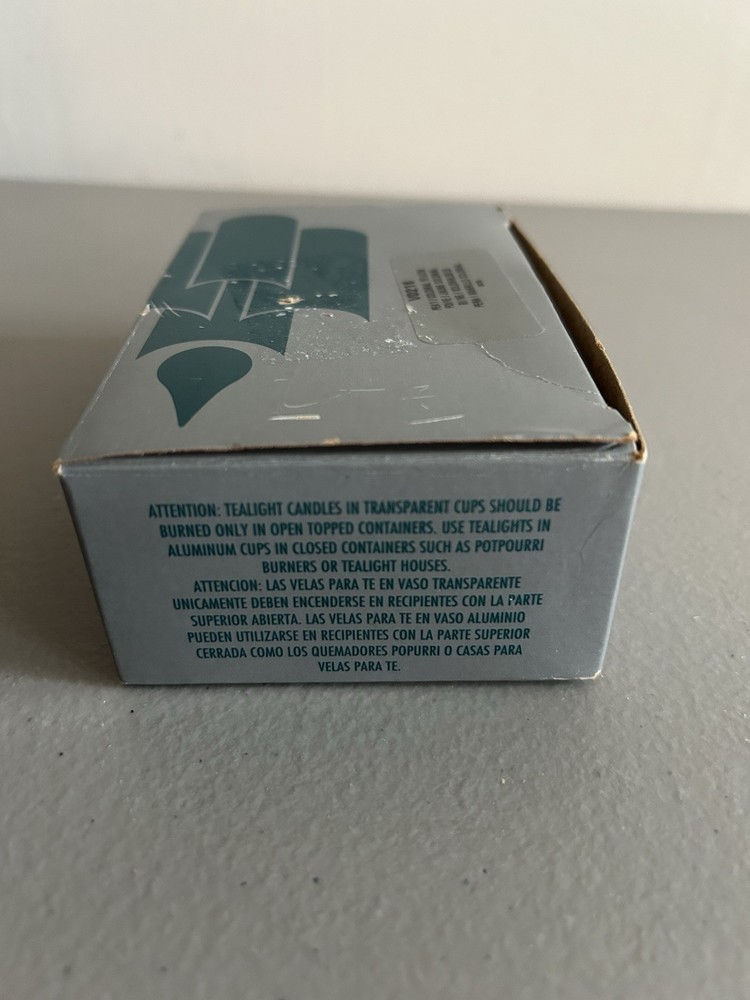 ATTENTION: TEALIGHT CANDLES IN TRANSPARENT CUPS SHOULD BE
BURNED ONLY IN OPEN TOPPED CONTAINERS. USE TEALIGHTS IN
ALUMINUM CUPS IN CLOSED CONTAINERS SUCH AS POTPOURRI
BURNERS OR TEALIGHT HOUSES.
ATTENCION: LAS VELAS PARA TE EN VASO TRANSPARENTE
UNICAMENTE DEBEN ENCENDERSE EN RECIPIENTES CON LA PARTE
SUPERIOR ABIERTA. LAS VELAS PARA TE EN VASO ALUMINIO
PUEDEN UTILIZARSE EN RECIPIENTES CON LA PARTE SUPERIOR
CERRADA COMO LOS QUEMADORES POPURRI O CASAS PARA
VELAS PARA TE.